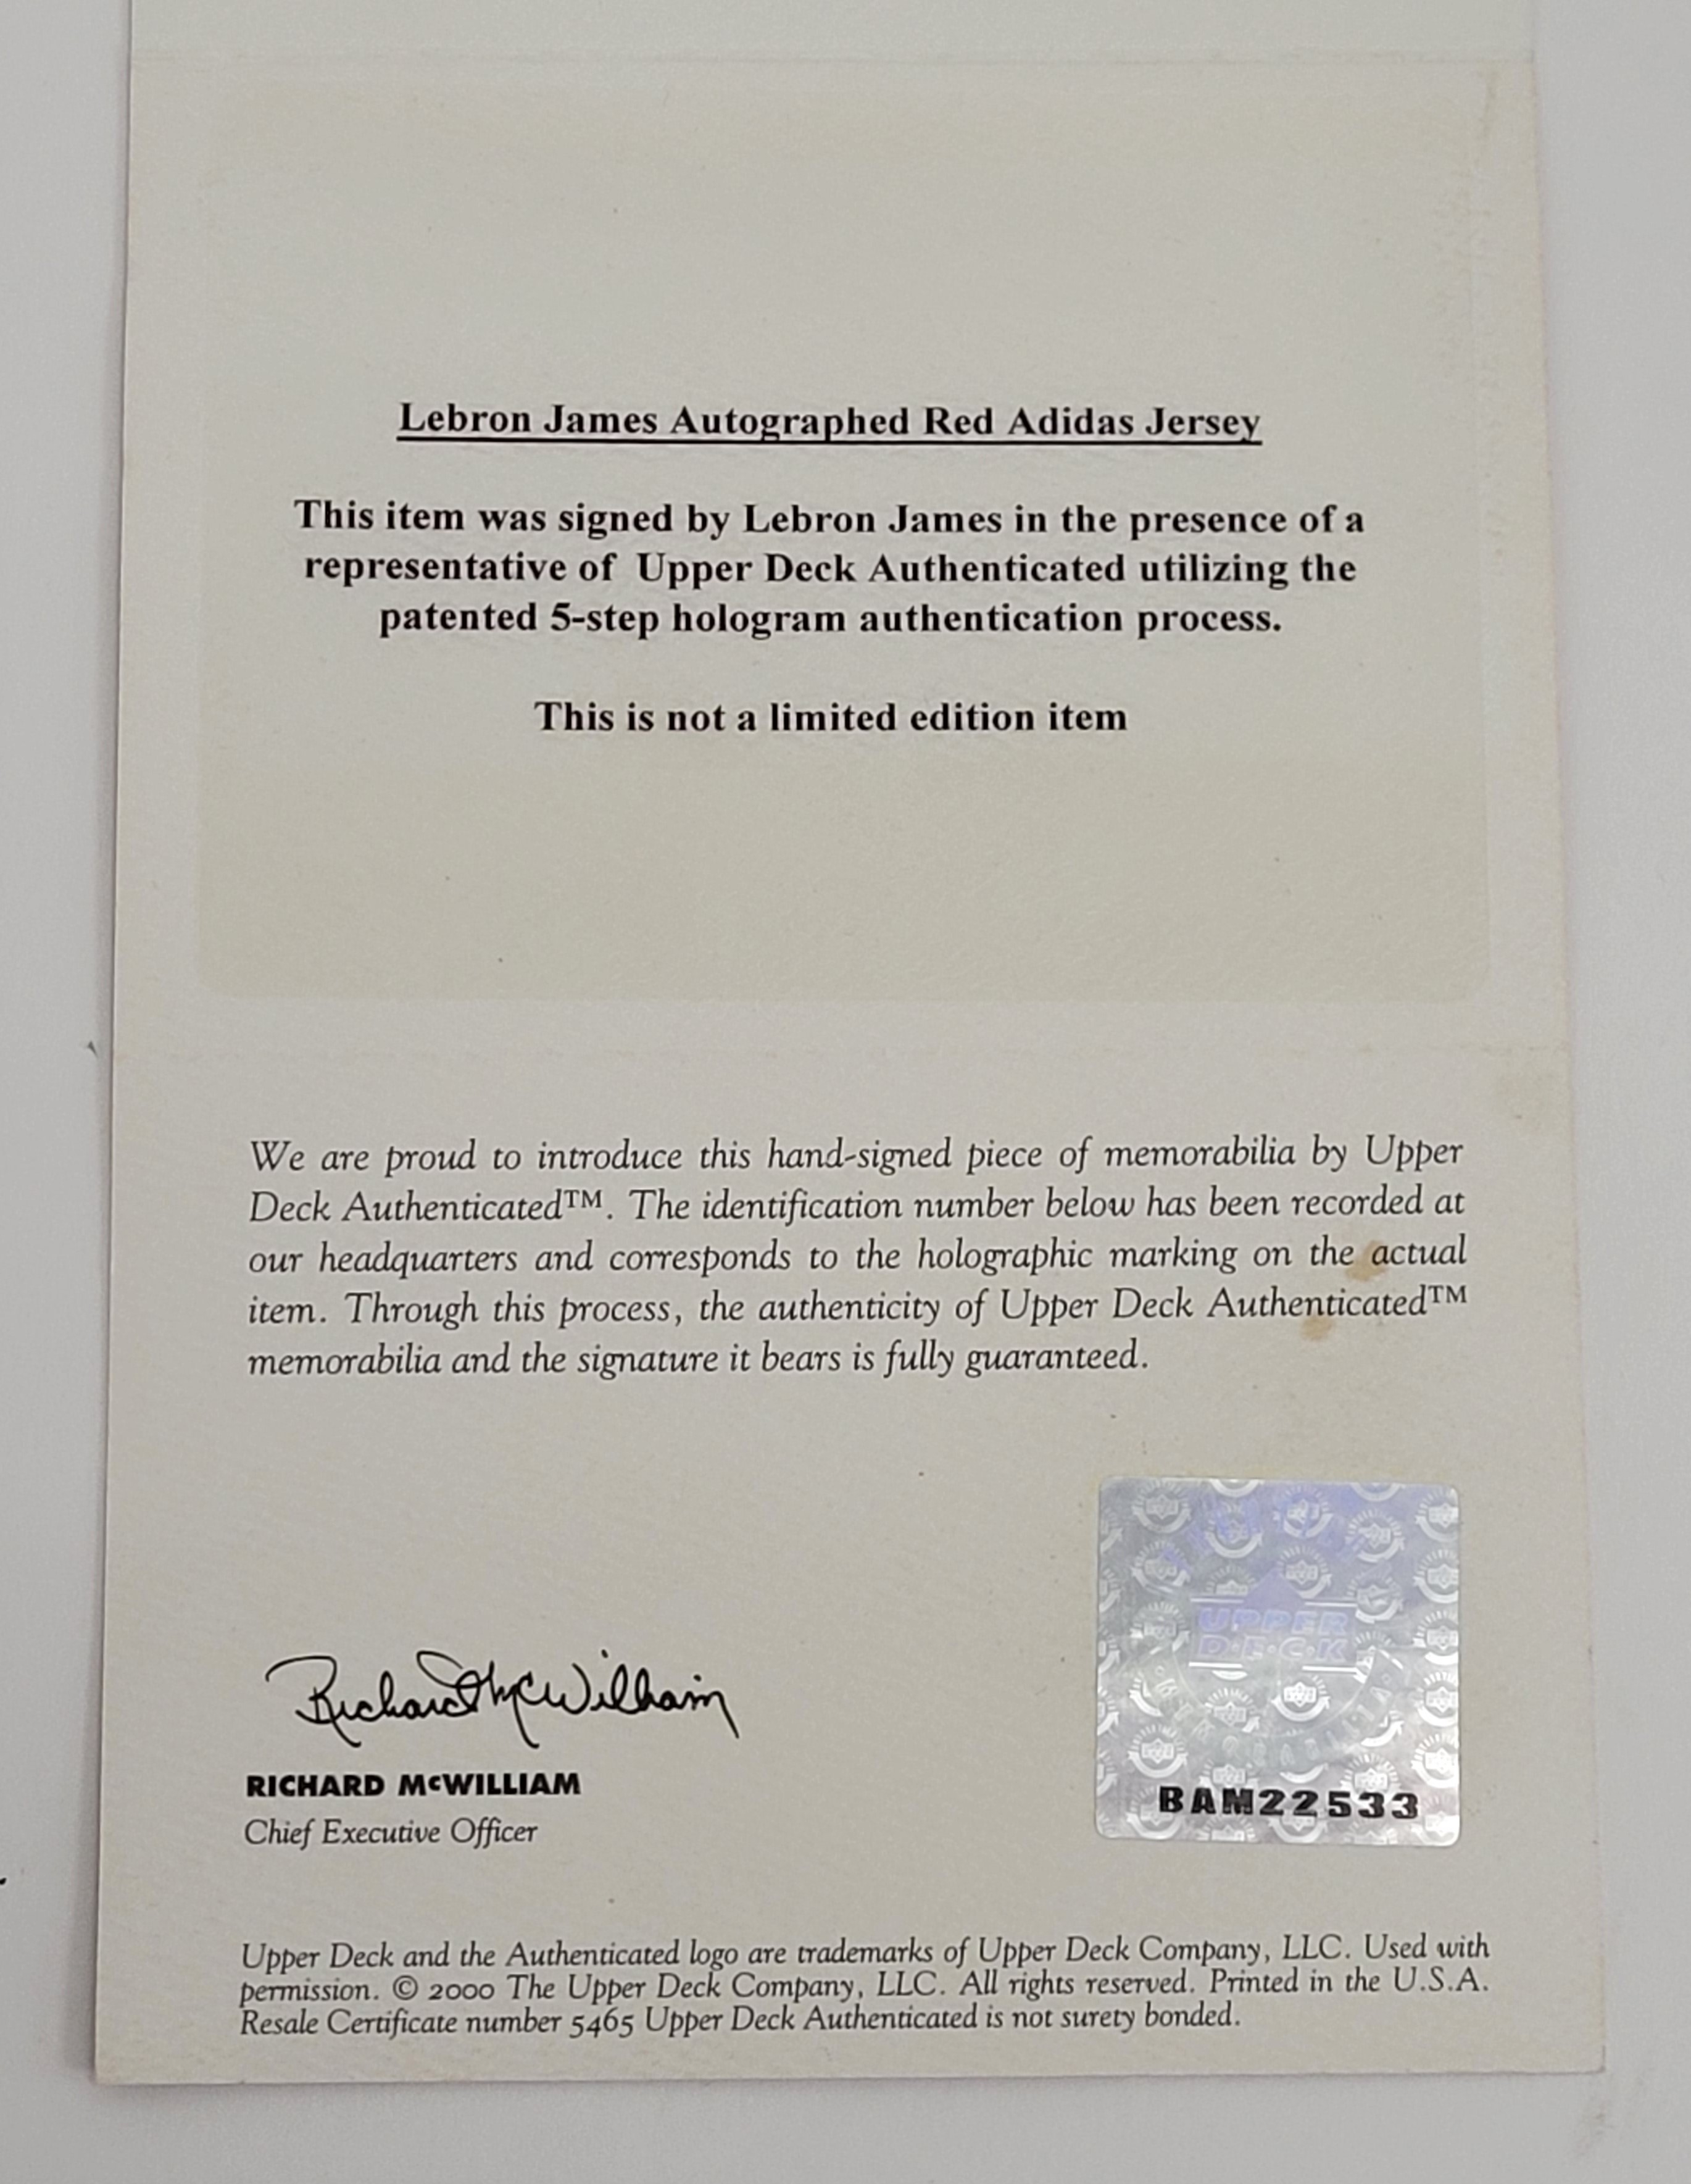 Lebron James Autographed Red Adidas Jersey
This item was signed by Lebron James in the presence of a
representative of Upper Deck Authenticated utilizing the
patented 5-step hologram authentication process.
This is not a limited edition item
We are proud to introduce this hand-signed piece of memorabilia by Upper
Deck Authenticated™. The identification number below has been recorded at
our headquarters and corresponds to the holographic marking on the actual
item. Through this process, the authenticity of Upper Deck Authenticated™
memorabilia and the signature it bears is fully guaranteed.
UPPER
D·E·C·K
BAM22533
Richard McWilliam
RICHARD McWILLIAM
Chief Executive Officer
Upper Deck and the Authenticated logo are trademarks of Upper Deck Company, LLC. Used with
permission. © 2000 The Upper Deck Company, LLC. All rights reserved. Printed in the U.S.A.
Resale Certificate number 5465 Upper Deck Authenticated is not surety bonded.